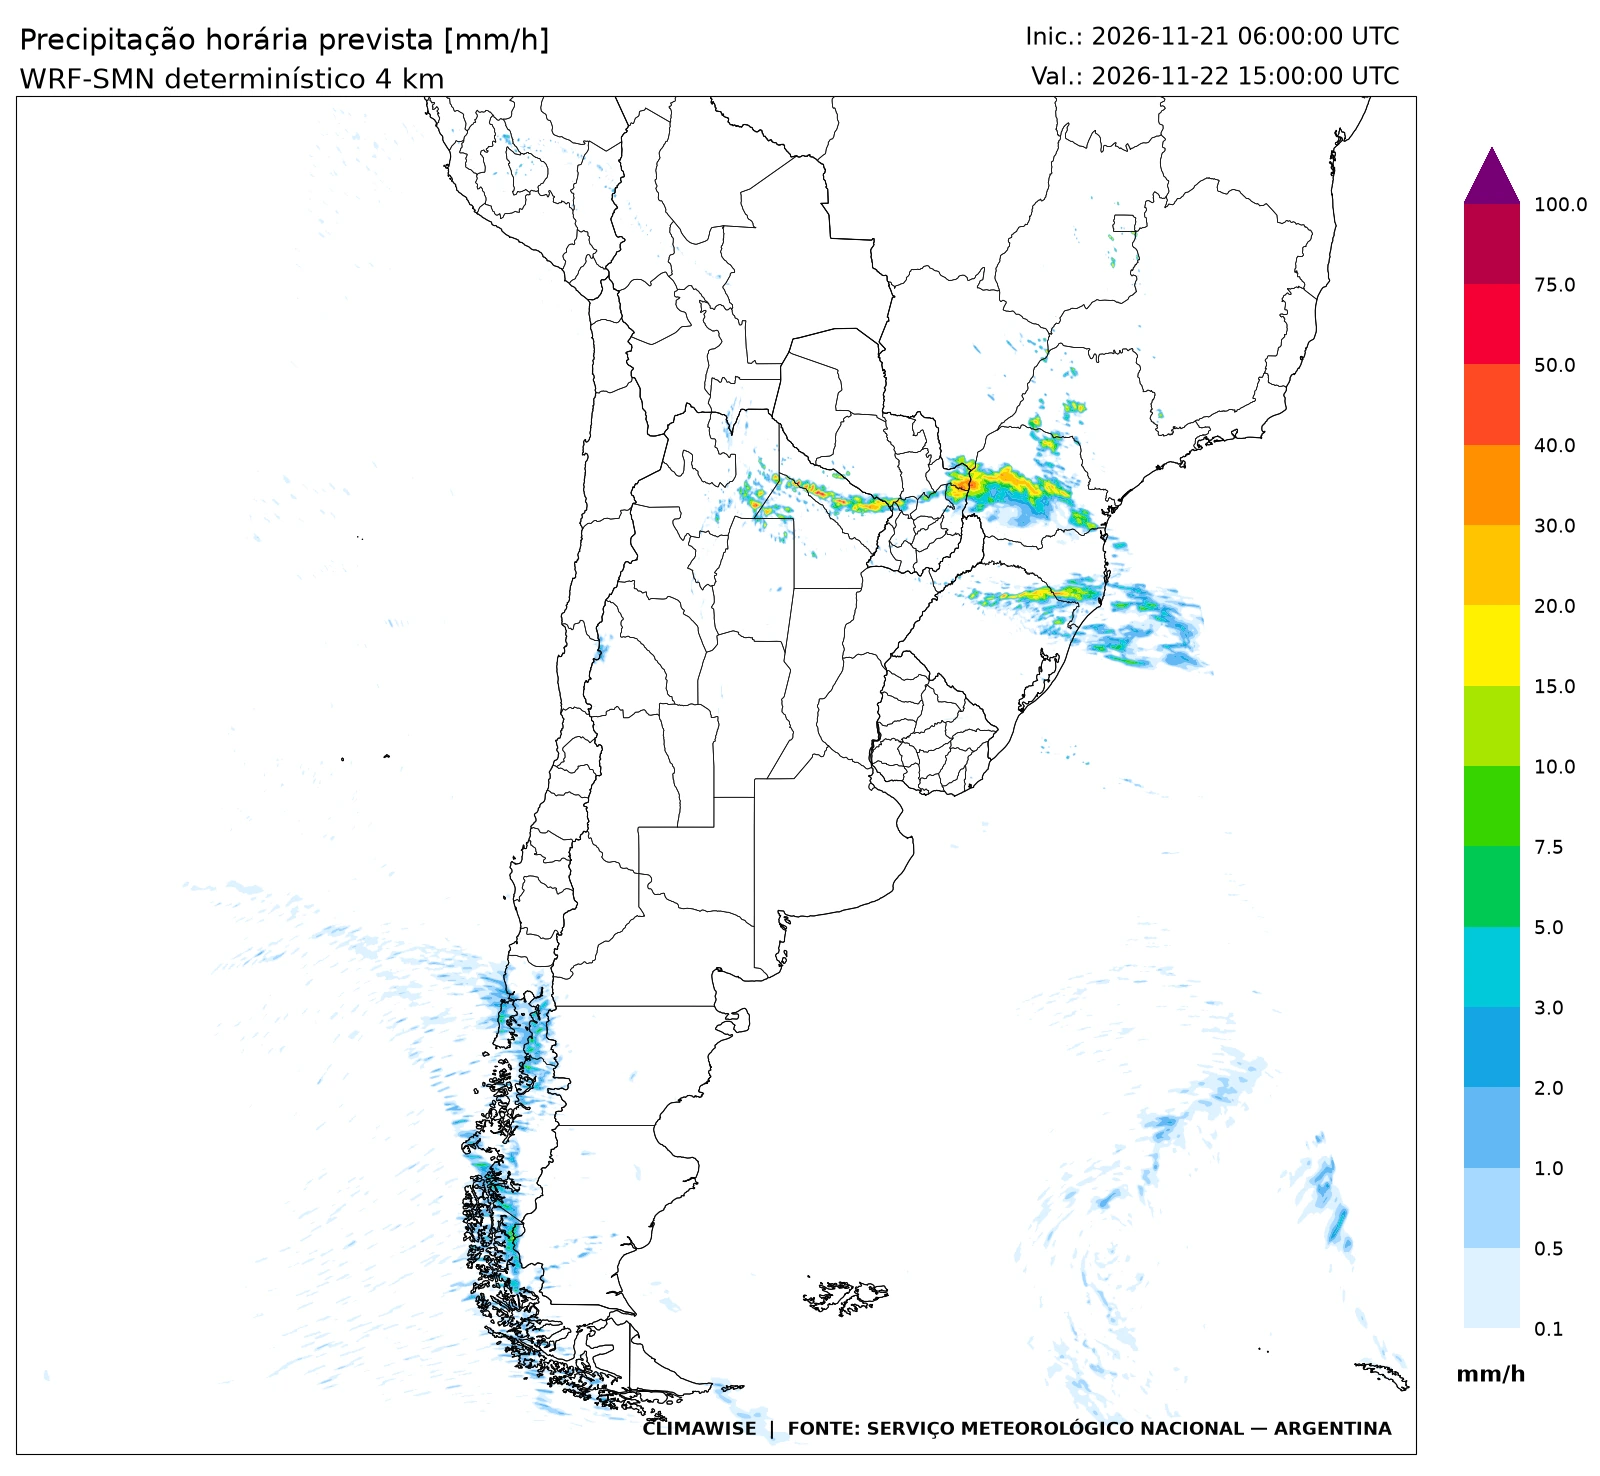 Precipitação horária prevista [mm/h]
WRF-SMN determinístico 4 km
Inic.: 2026-11-21 06:00:00 UTC
Val.: 2026-11-22 15:00:00 UTC
100.0
75.0
50.0
40.0
30.0
20.0
15.0
10.0
7.5
5.0
3.0
2.0
1.0
0.5
0.1
mm/h
CLIMAWISE | FONTE: SERVIÇO METEOROLÓGICO NACIONAL — ARGENTINA